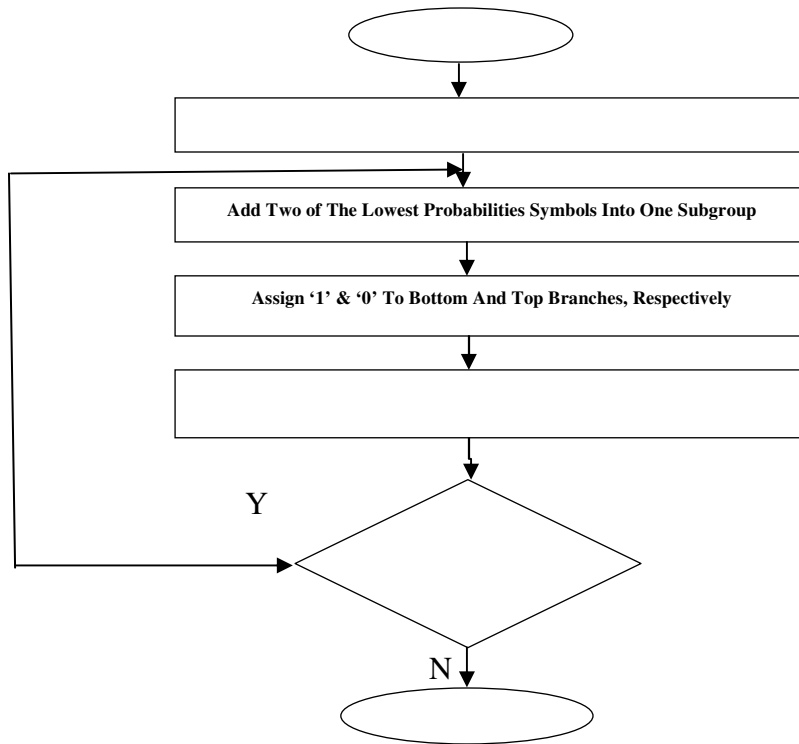 Add Two of The Lowest Probabilities Symbols Into One Subgroup
Assign ‘1’ & ‘0’ To Bottom And Top Branches, Respectively
Y
N